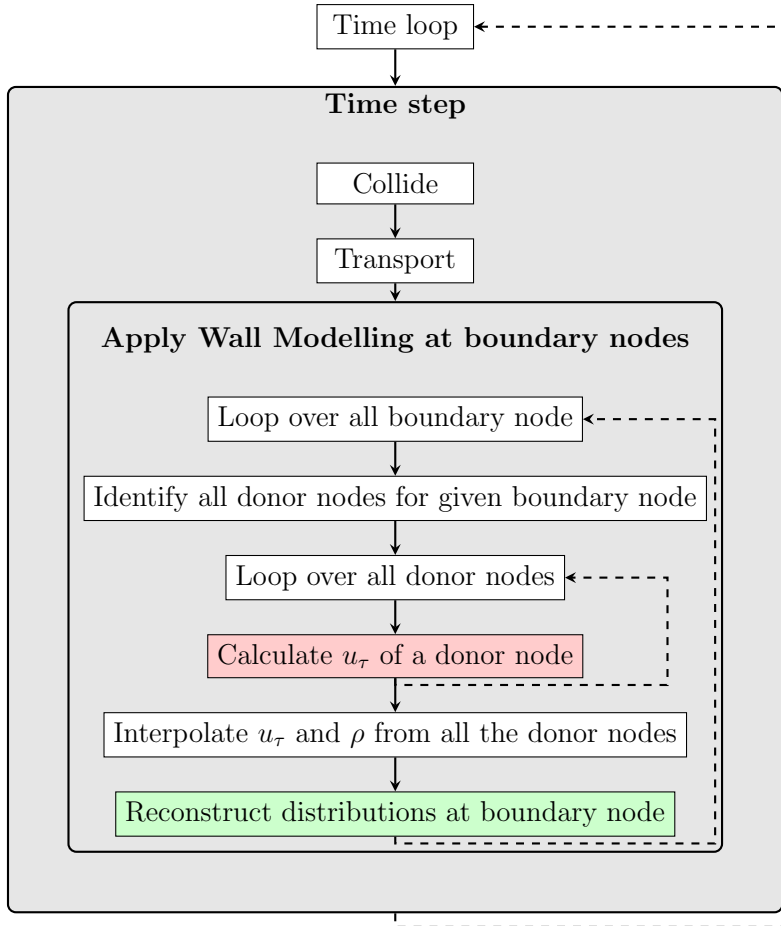 Time loop
Time step
Collide
Transport
Apply Wall Modelling at boundary nodes
Loop over all boundary node
Identify all donor nodes for given boundary node
Loop over all donor nodes
Calculate u_τ of a donor node
Interpolate u_τ and ρ from all the donor nodes
Reconstruct distributions at boundary node